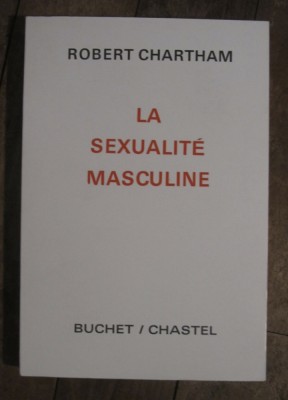 ROBERT CHARTHAM
LA
SEXUALITÉ
MASCULINE
BUCHET / CHASTEL